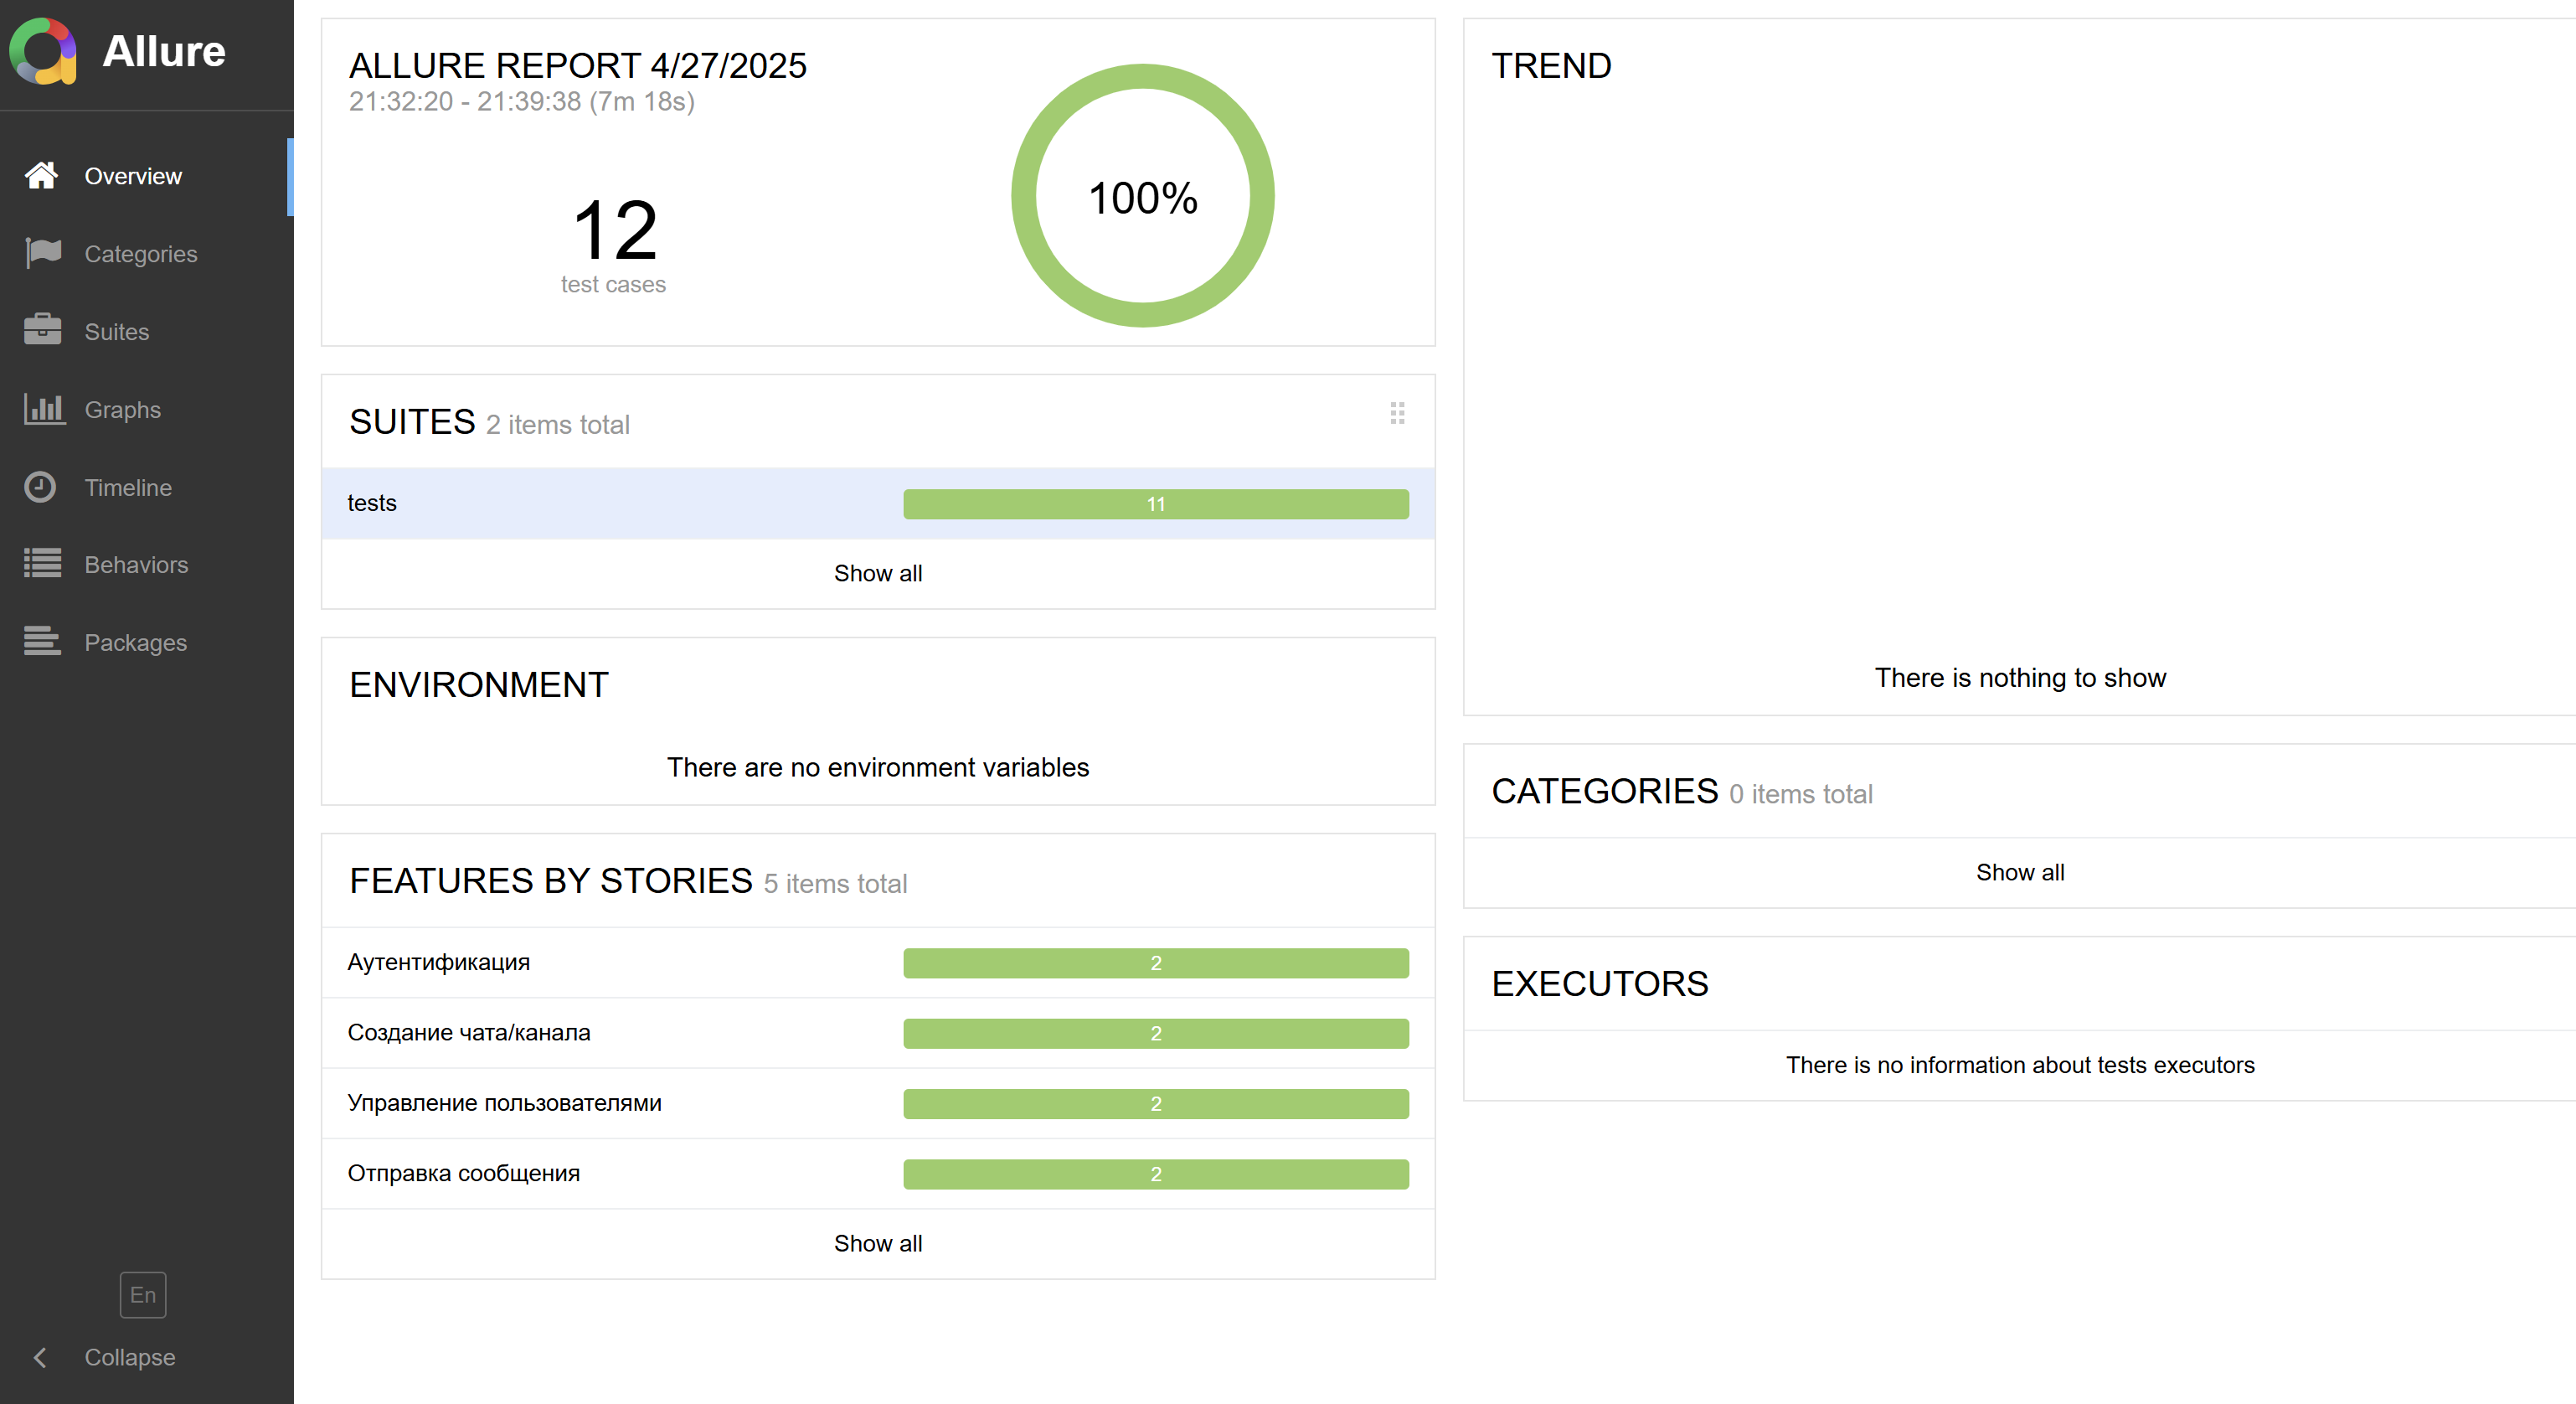 Allure
Overview
Categories
Suites
Graphs
Timeline
Behaviors
Packages
En
Collapse
ALLURE REPORT 4/27/2025
21:32:20 - 21:39:38 (7m 18s)
12
test cases
100%
SUITES 2 items total
tests 11
Show all
ENVIRONMENT
There are no environment variables
FEATURES BY STORIES 5 items total
Аутентификация 2
Создание чата/канала 2
Управление пользователями 2
Отправка сообщения 2
Show all
TREND
There is nothing to show
CATEGORIES 0 items total
Show all
EXECUTORS
There is no information about tests executors